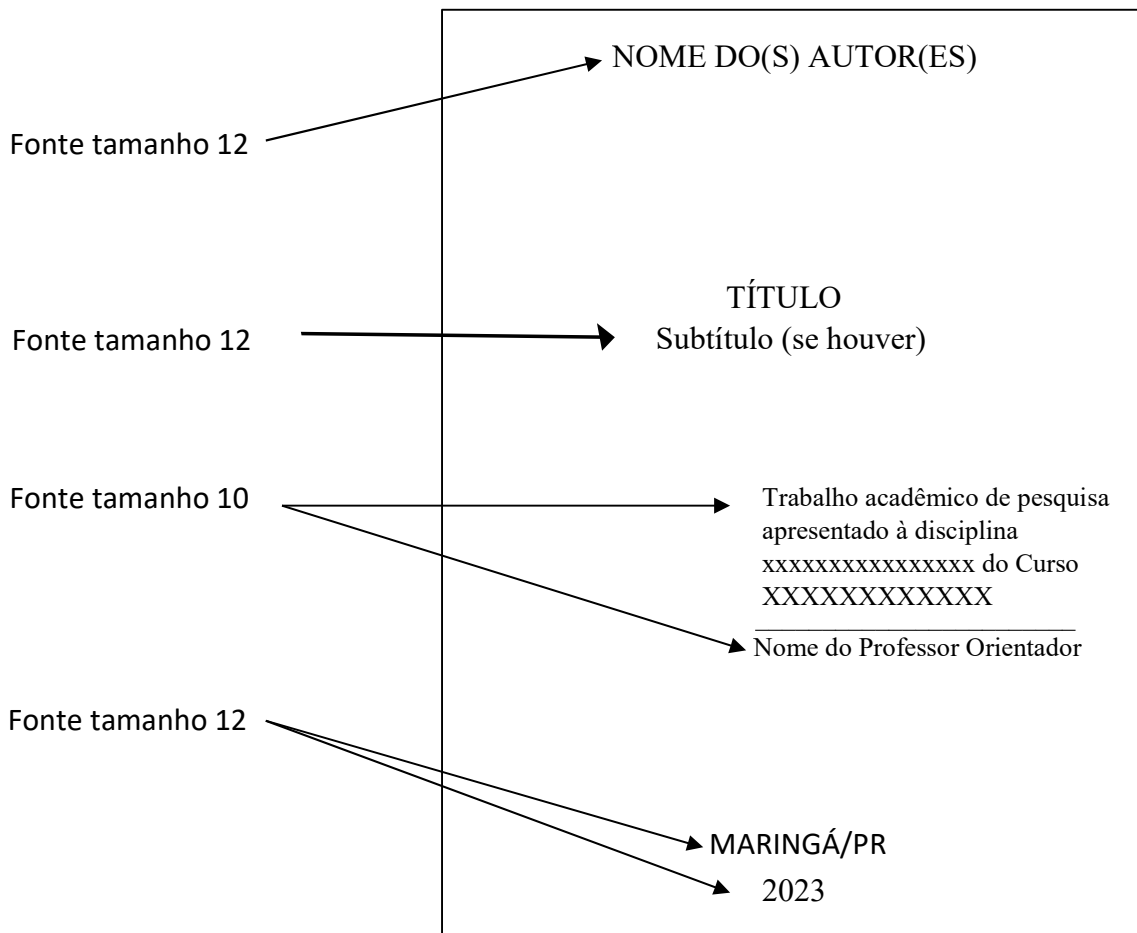 NOME DO(S) AUTOR(ES)
Fonte tamanho 12
TÍTULO
Fonte tamanho 12
Subtítulo (se houver)
Fonte tamanho 10
Trabalho acadêmico de pesquisa
apresentado à disciplina
xxxxxxxxxxxxxxxx do Curso
XXXXXXXXXXXX
Nome do Professor Orientador
Fonte tamanho 12
MARINGÁ/PR
2023